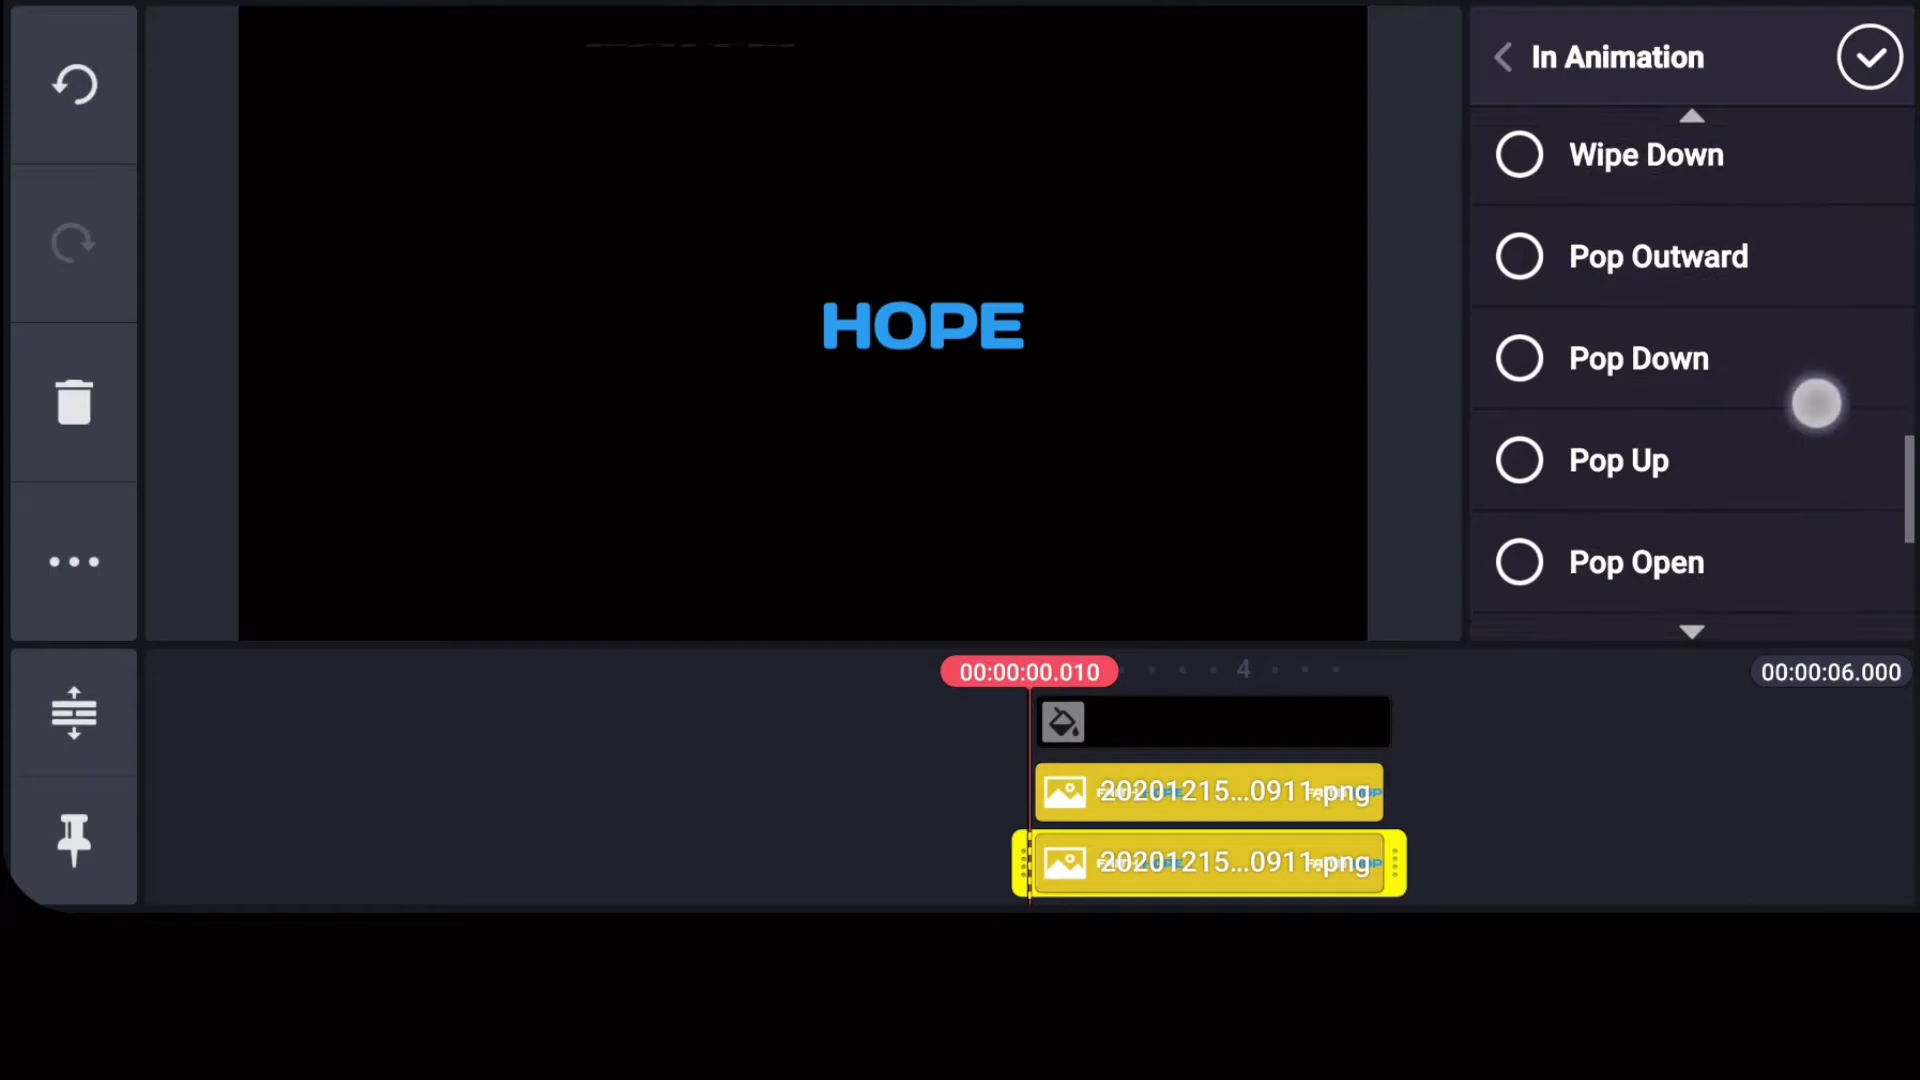 In Animation
Wipe Down
Pop Outward
HOPE
Pop Down
Pop Up
Pop Open
00:00:00.010
4
00:00:06.000
20201215...0911.png
20201215...0911.png